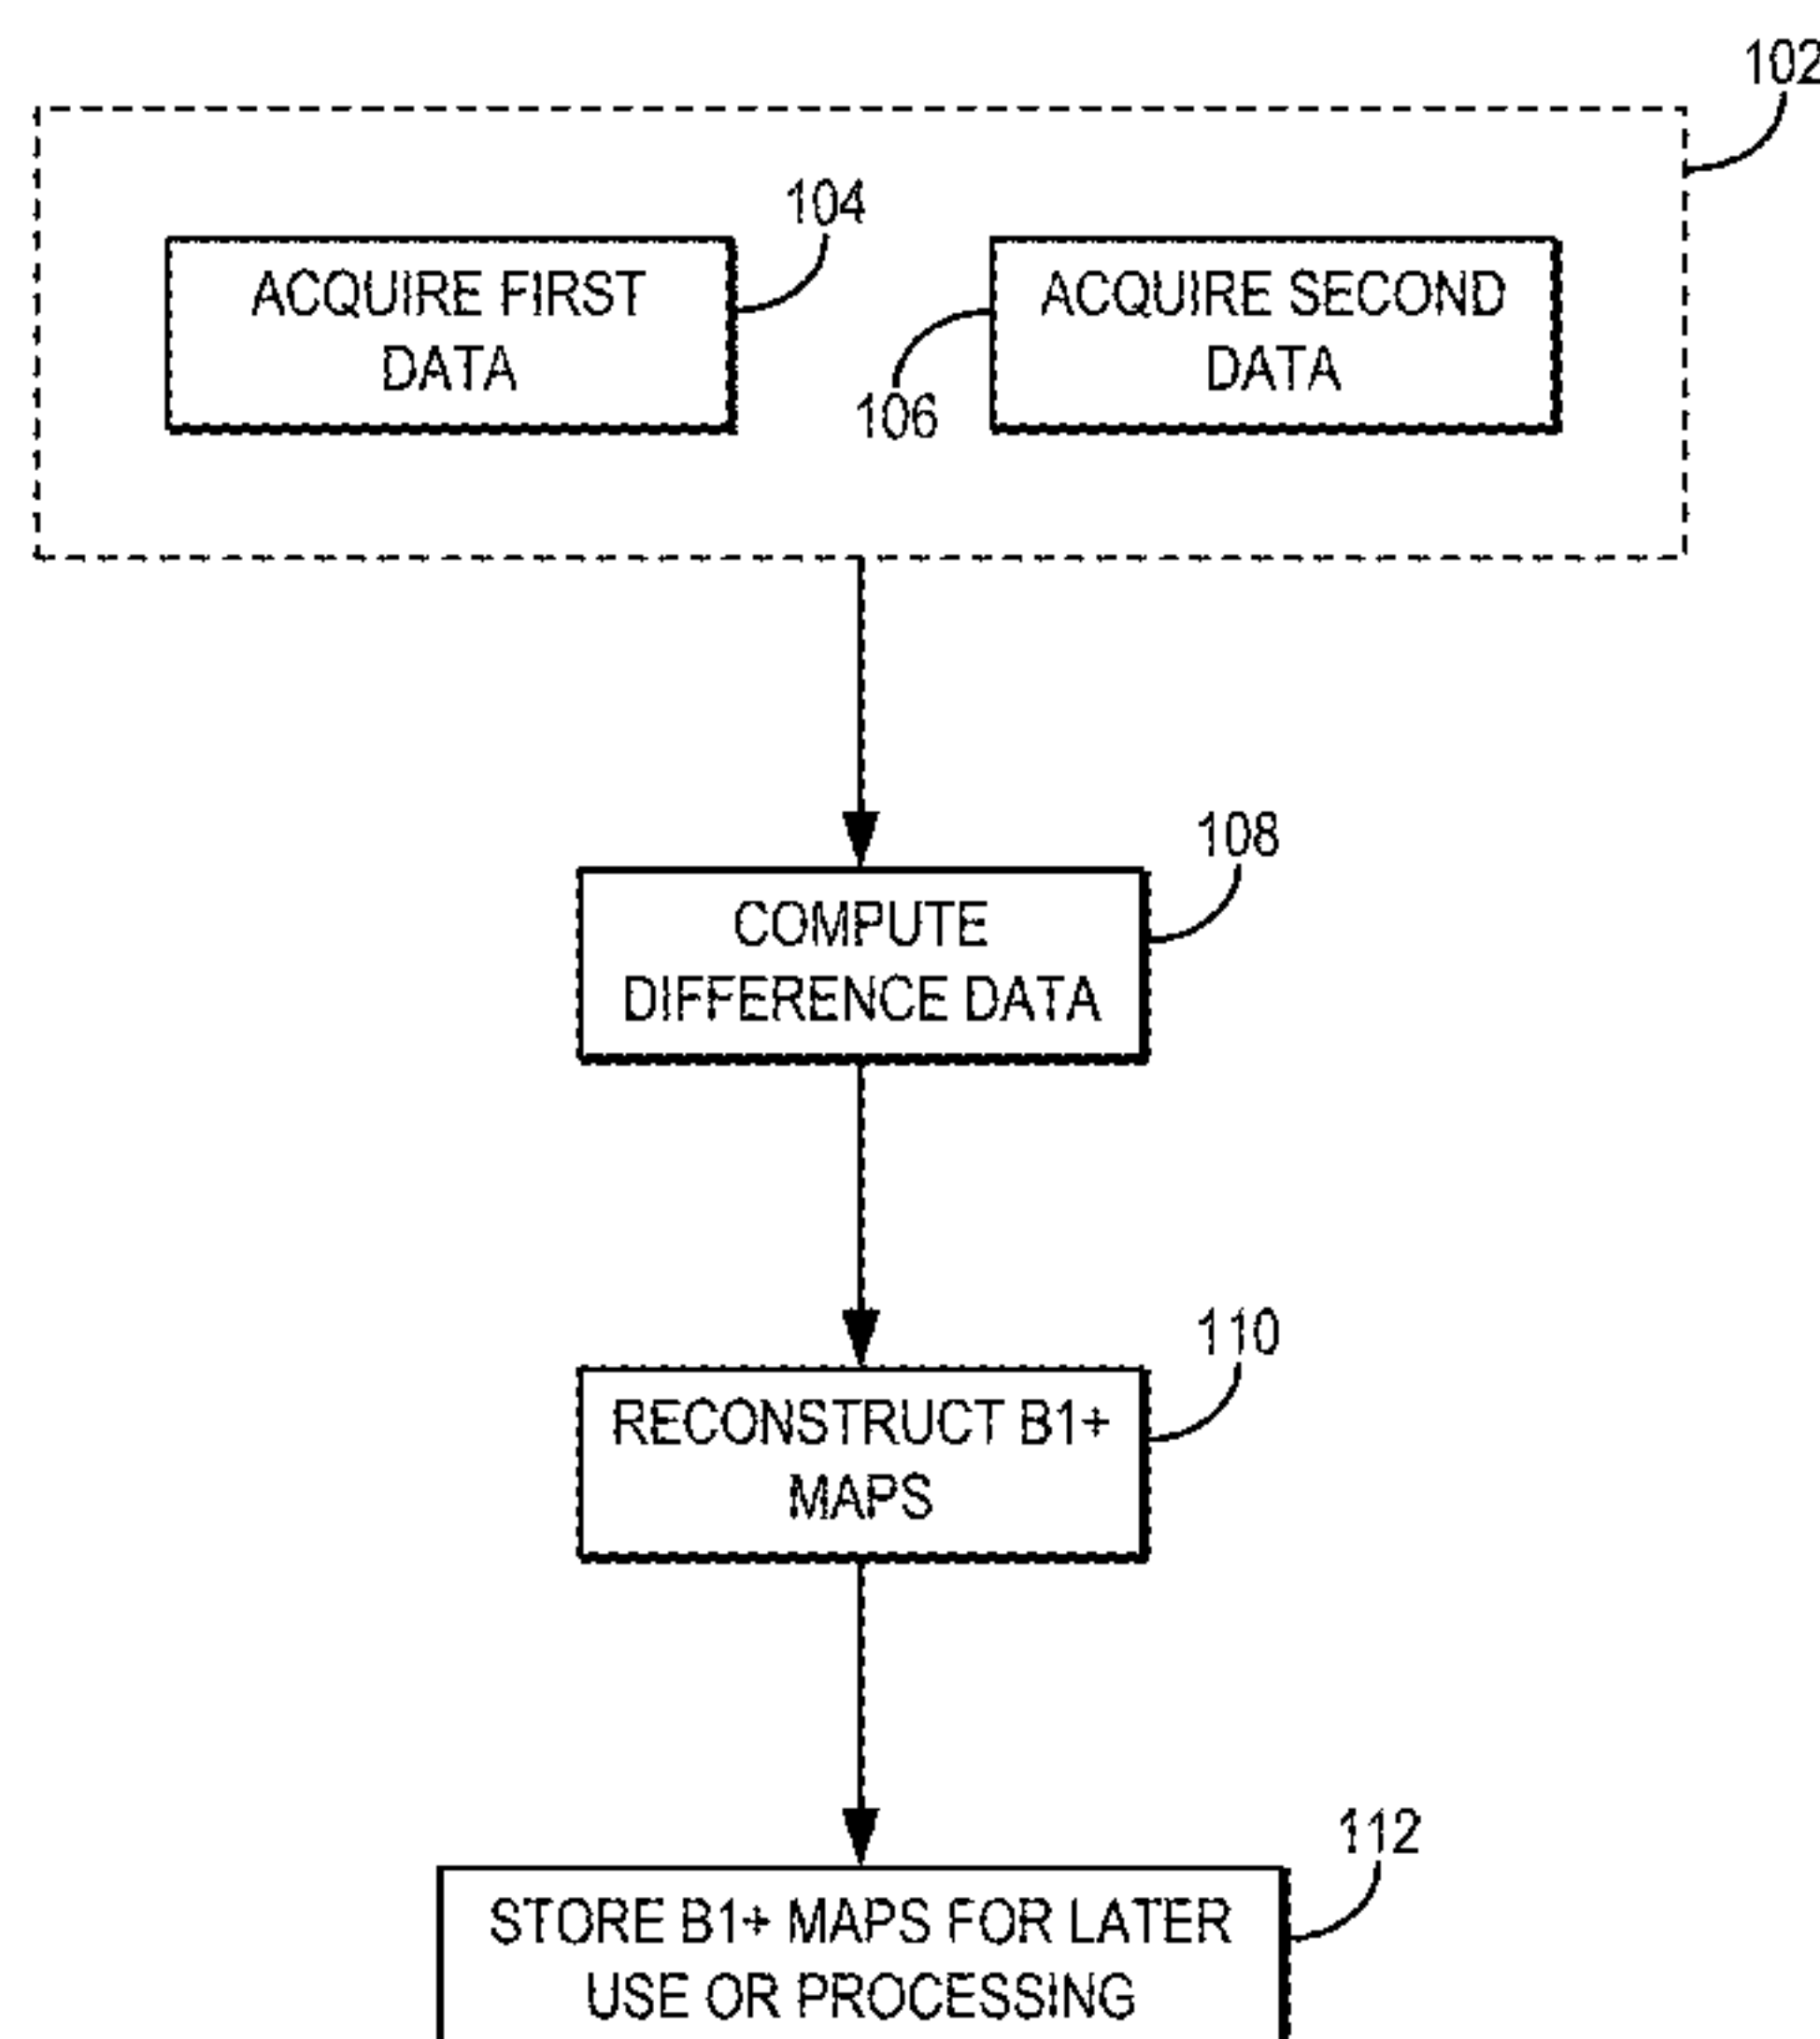 102
104
ACQUIRE FIRST
DATA
ACQUIRE SECOND
DATA
106
108
COMPUTE
DIFFERENCE DATA
110
RECONSTRUCT B1+
MAPS
112
STORE B1+ MAPS FOR LATER
USE OR PROCESSING